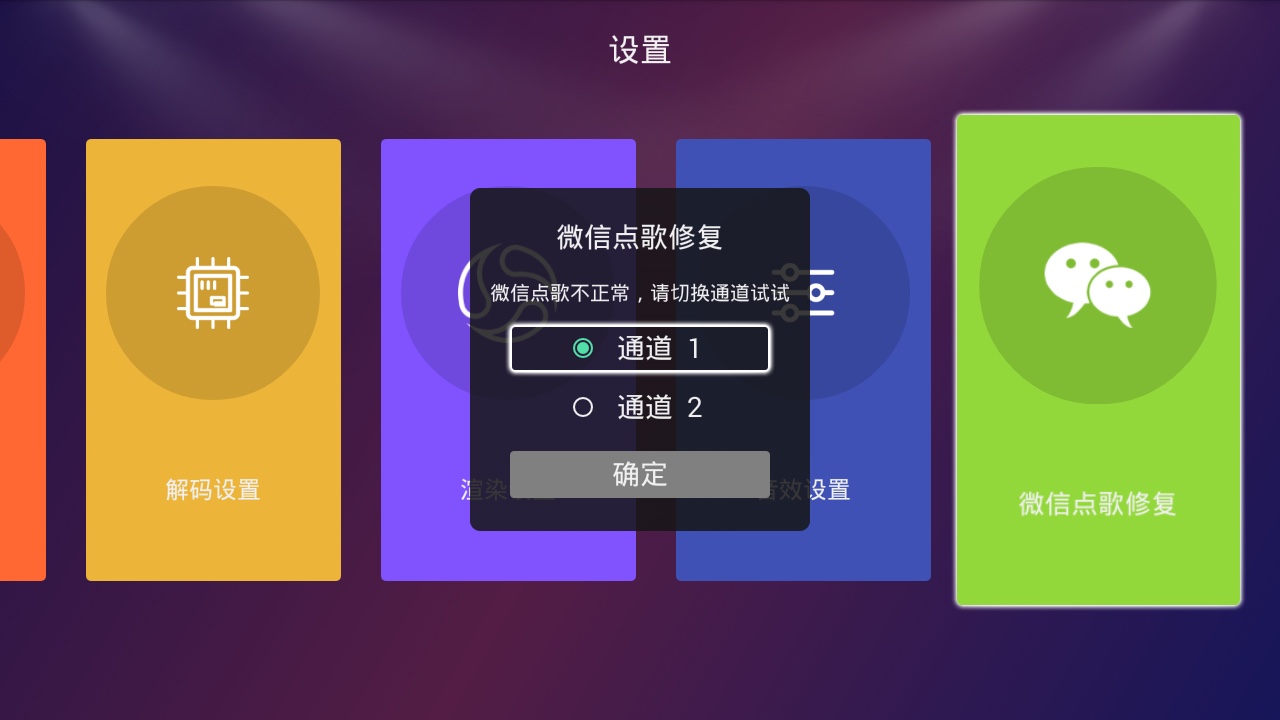 设置
微信点歌修复
微信点歌不正常，请切换通道试试
通道 1
通道 2
确定
解码设置
渲染设置
音效设置
微信点歌修复